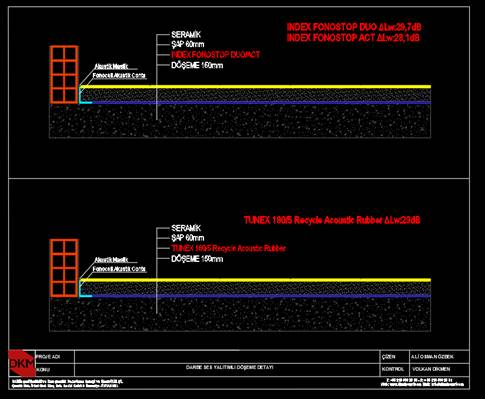 SERAMİK
ŞAP 60mm
INDEX FONOSTOP DUO/ACT
DÖŞEME 150mm
INDEX FONOSTOP DUO ΔLw:29,7dB
INDEX FONOSTOP ACT ΔLw:28,1dB
Akustik Mastik
Fonocell Akustik Conta
TUNEX 180/5 Recycle Acoustic Rubber ΔLw:23dB
SERAMİK
ŞAP 60mm
TUNEX 180/5 Recycle Acoustic Rubber
DÖŞEME 150mm
Akustik Mastik
Fonocell Akustik Conta
DKM
PROJE ADI
KONU
DARBE SES YALITIMLI DÖŞEME DETAYI
ÇİZEN
ALİ OSMAN ÖZBEK
KONTROL
VOLKAN DİKMEN